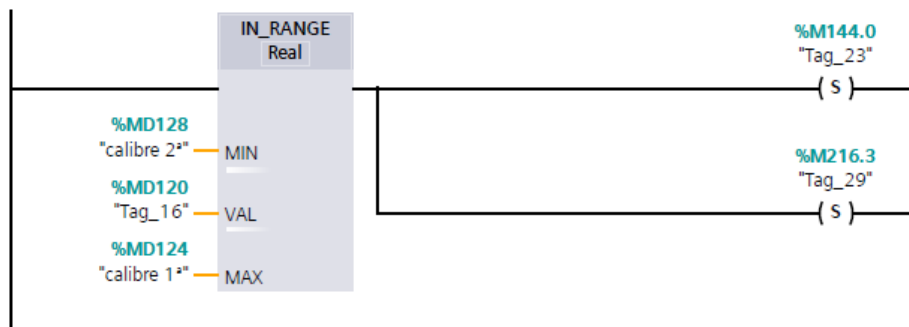 IN_RANGE
Real
%M144.0
"Tag_23"
( S )
%MD128
"calibre 2ª"
MIN
%M216.3
"Tag_29"
( S )
%MD120
"Tag_16"
VAL
%MD124
"calibre 1ª"
MAX